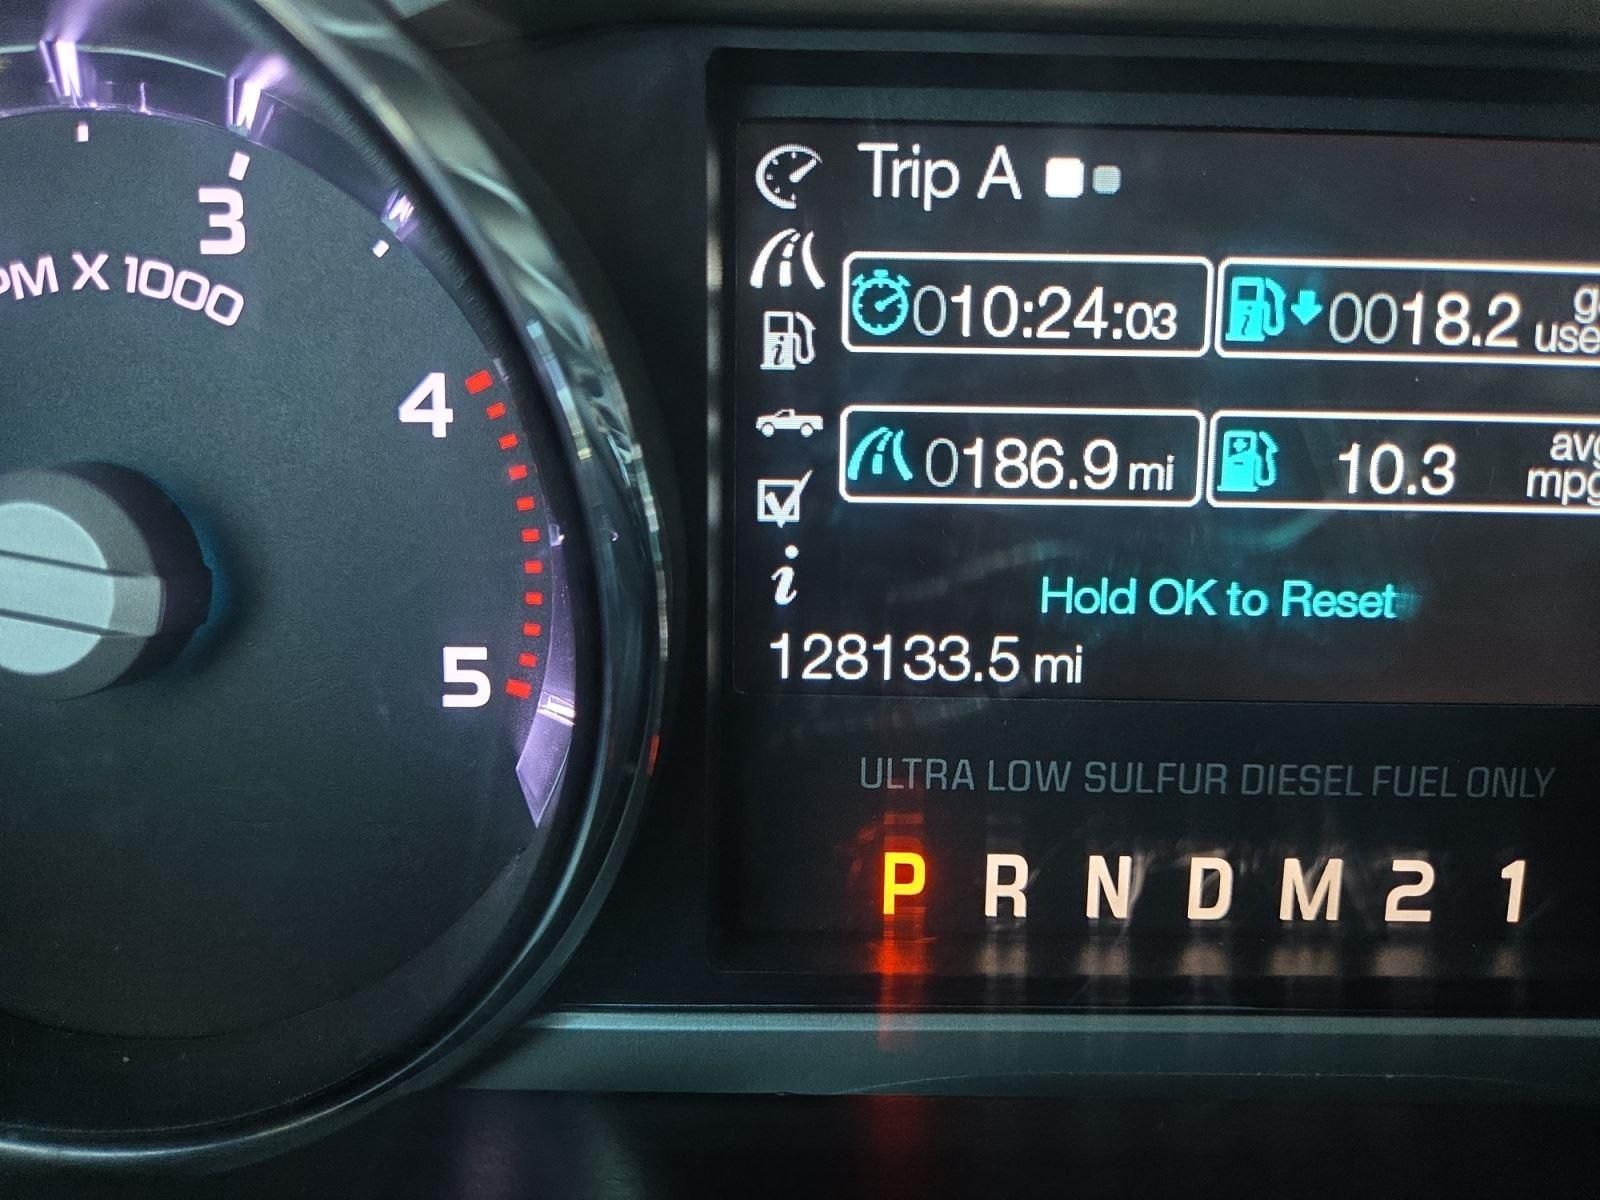 3
X 1000
4
5
Trip A
010:24:03
0018.2
0186.9 mi
10.3
Hold OK to Reset
128133.5 mi
ULTRA LOW SULFUR DIESEL FUEL ONLY
P R N D M 2 1